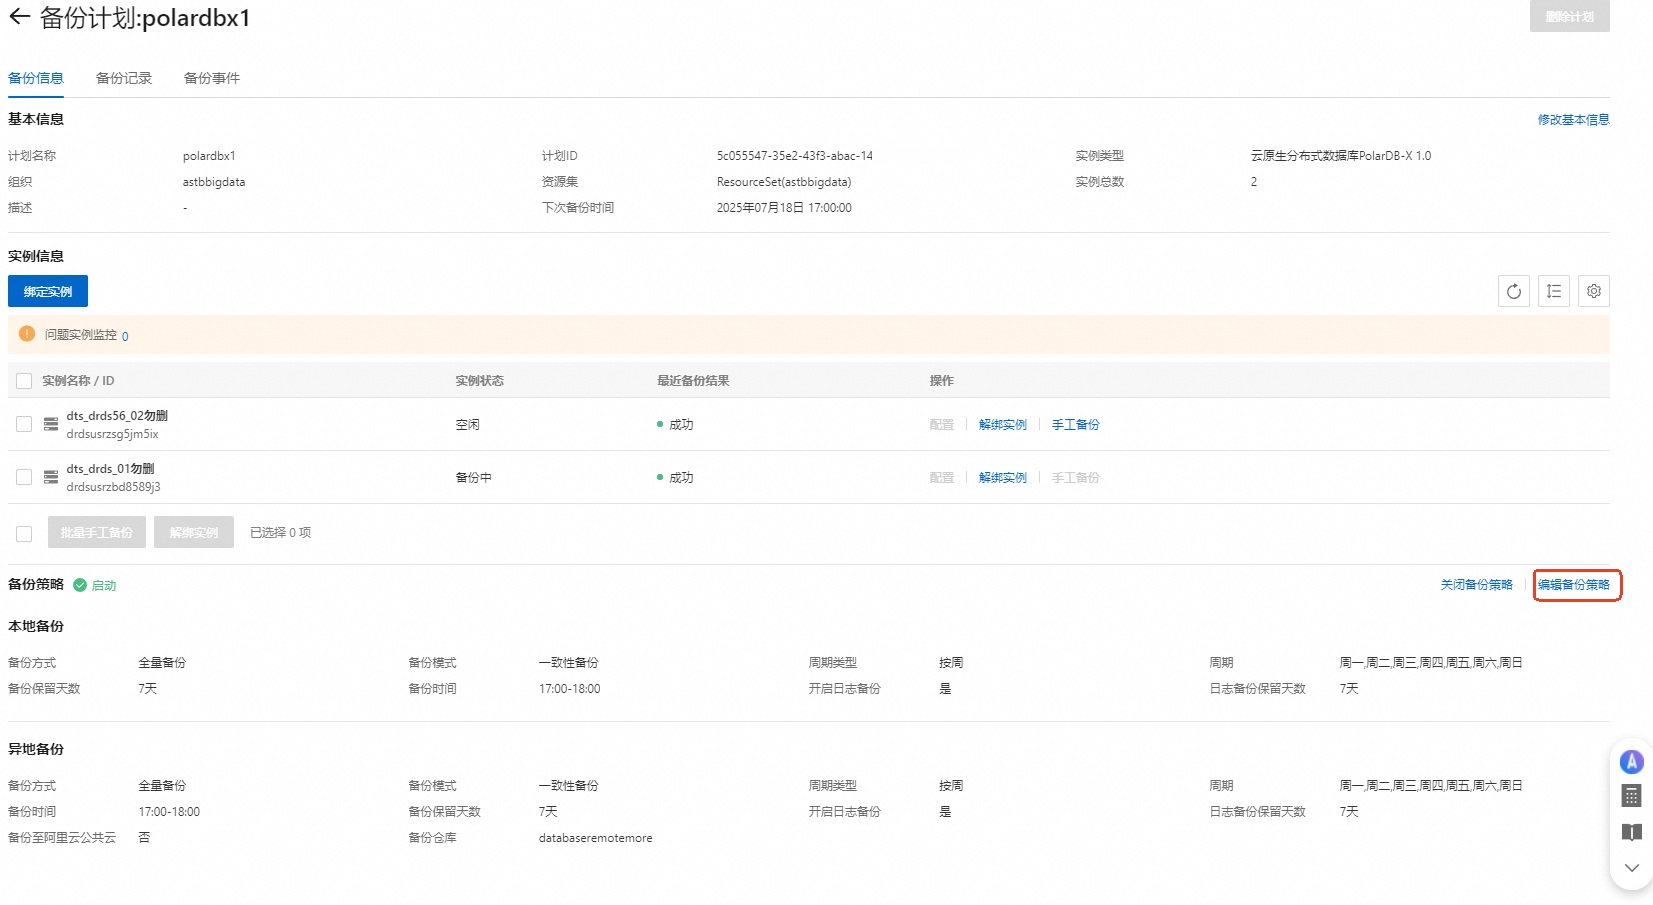 备份计划:polardbx1
删除计划
备份信息 备份记录 备份事件
基本信息 修改基本信息
计划名称 polardbx1 计划ID 5c055547-35e2-43f3-abac-14 实例类型 云原生分布式数据库PolarDB-X 1.0
组织 astbbigdata 资源集 ResourceSet(astbbigdata) 实例总数 2
描述 - 下次备份时间 2025年07月18日 17:00:00
实例信息
绑定实例
问题实例监控 0
实例名称 / ID 实例状态 最近备份结果 操作
dts_drds56_02勿删
drdsusrzsg5jm5ix
空闲 成功 配置 解绑实例 手工备份
dts_drds_01勿删
drdsusrzbd8589j3
备份中 成功 配置 解绑实例 手工备份
批量手工备份 解绑实例 已选择 0 项
备份策略 启动 关闭备份策略 编辑备份策略
本地备份
备份方式 全量备份 备份模式 一致性备份 周期类型 按周 周期 周一,周二,周三,周四,周五,周六,周日
备份保留天数 7天 备份时间 17:00-18:00 开启日志备份 是 日志备份保留天数 7天
异地备份
备份方式 全量备份 备份模式 一致性备份 周期类型 按周 周期 周一,周二,周三,周四,周五,周六,周日
备份时间 17:00-18:00 备份保留天数 7天 开启日志备份 是 日志备份保留天数 7天
备份至阿里云公共云 否 备份仓库 databaseremotemore